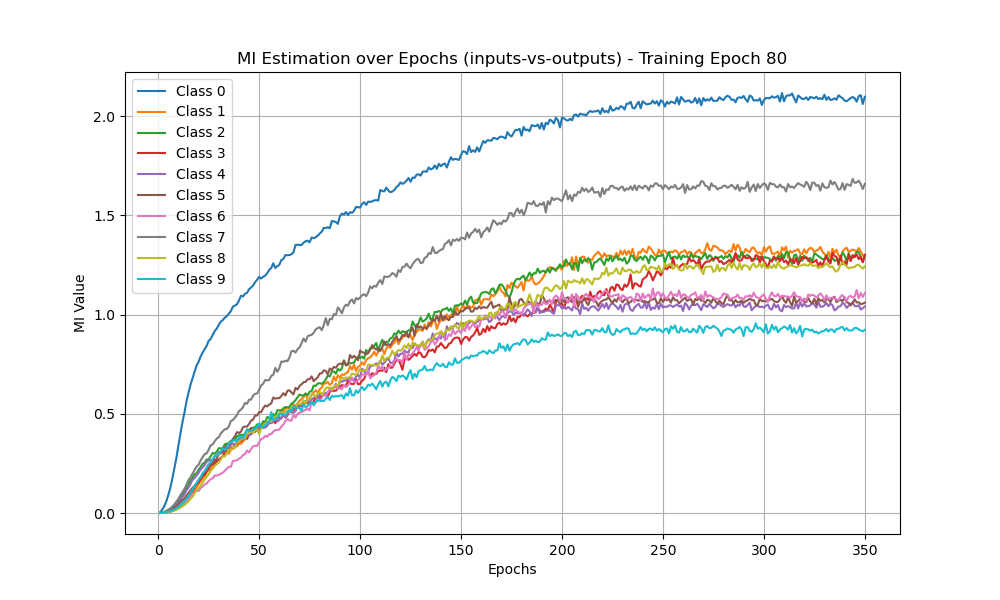 MI Estimation over Epochs (inputs-vs-outputs) - Training Epoch 80
Class 0
Class 1
Class 2
Class 3
Class 4
Class 5
Class 6
Class 7
Class 8
Class 9
MI Value
2.0
1.5
1.0
0.5
0.0
0 50 100 150 200 250 300 350
Epochs